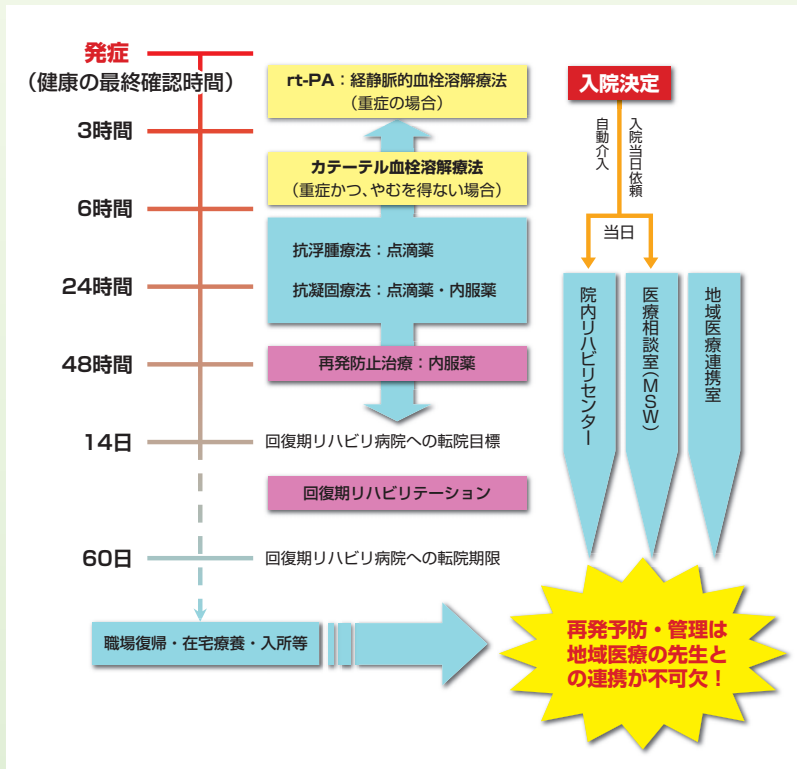 発症
(健康の最終確認時間)
3時間
6時間
24時間
48時間
14日
60日
rt-PA：経静脈的血栓溶解療法
(重症の場合)
カテーテル血栓溶解療法
(重症かつ、やむを得ない場合)
抗浮腫療法：点滴薬
抗凝固療法：点滴薬・内服薬
再発防止治療：内服薬
回復期リハビリ病院への転院目標
回復期リハビリテーション
回復期リハビリ病院への転院期限
職場復帰・在宅療養・入所等
入院決定
入院当日依頼
自動介入
当日
院内リハビリセンター
医療相談室(MSW)
地域医療連携室
再発予防・管理は
地域医療の先生と
の連携が不可欠！